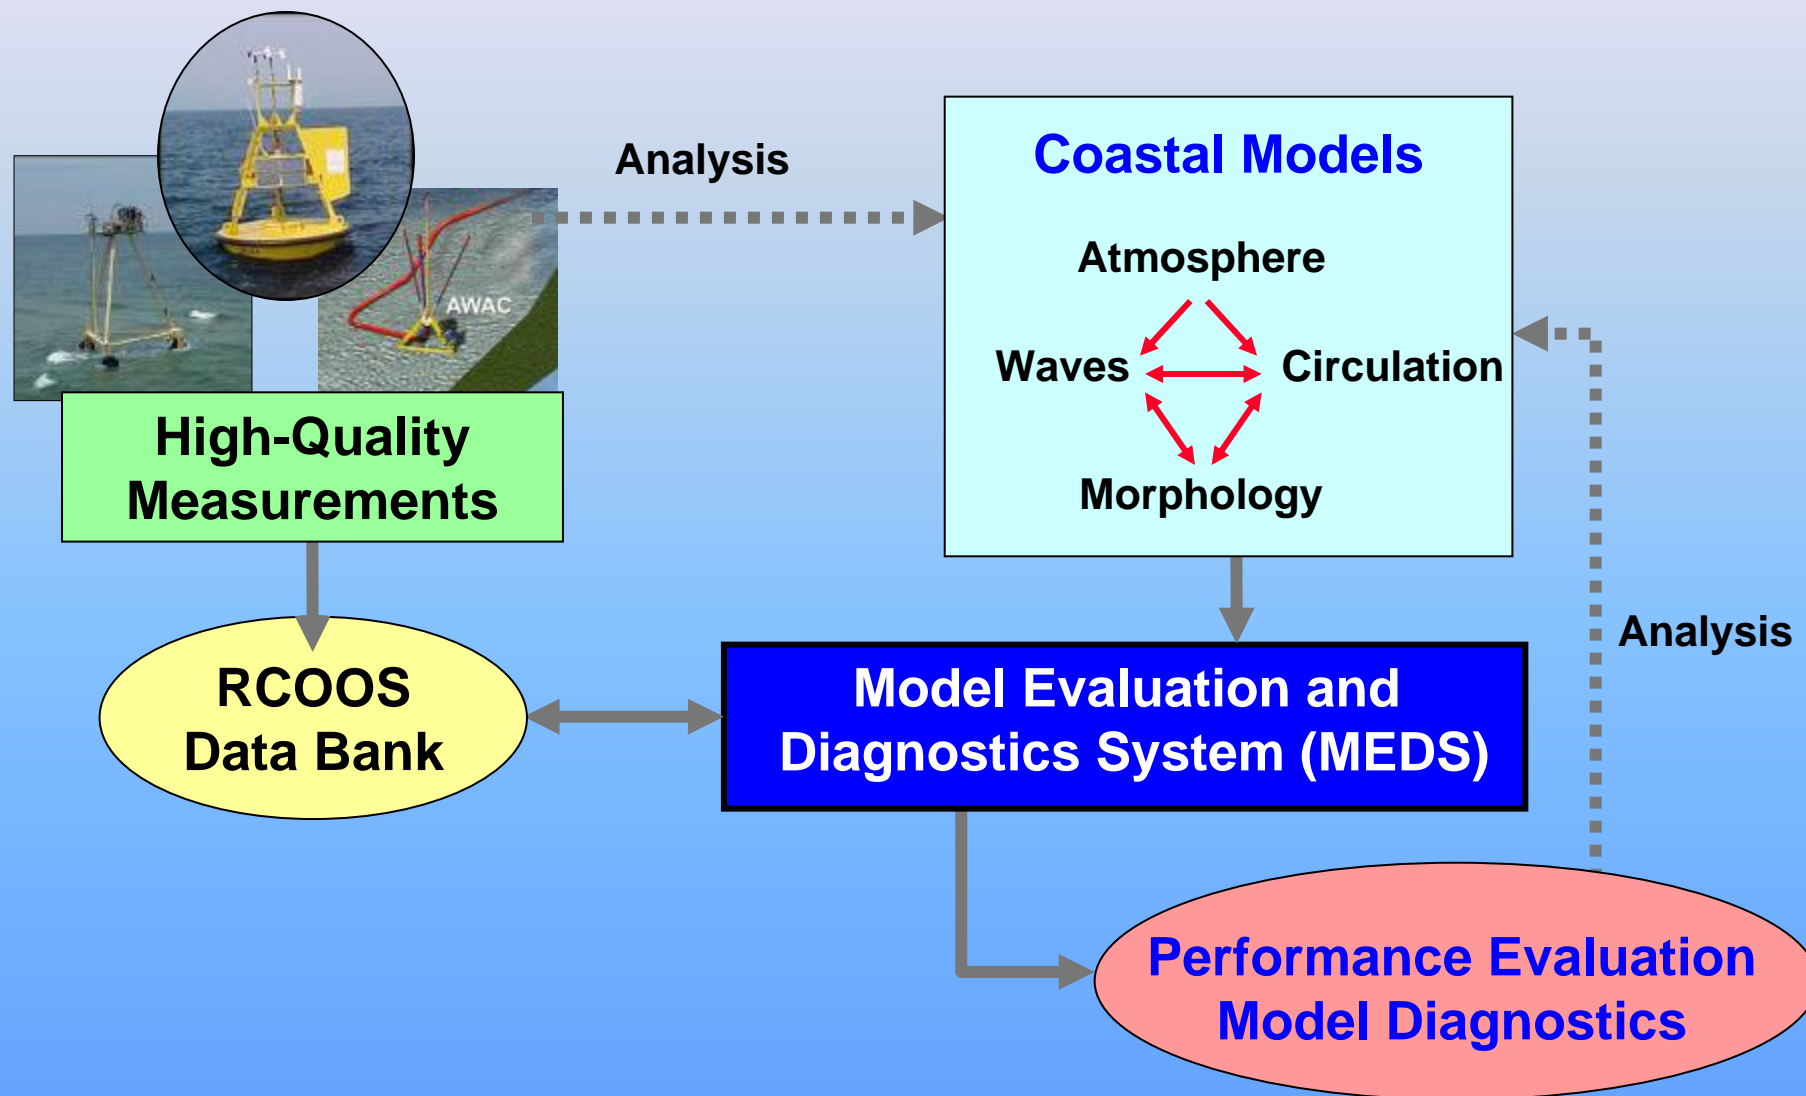 Analysis
Coastal Models
Atmosphere
AWAC
Waves
Circulation
High-Quality
Measurements
Morphology
Analysis
RCOOS
Data Bank
Model Evaluation and
Diagnostics System (MEDS)
Performance Evaluation
Model Diagnostics